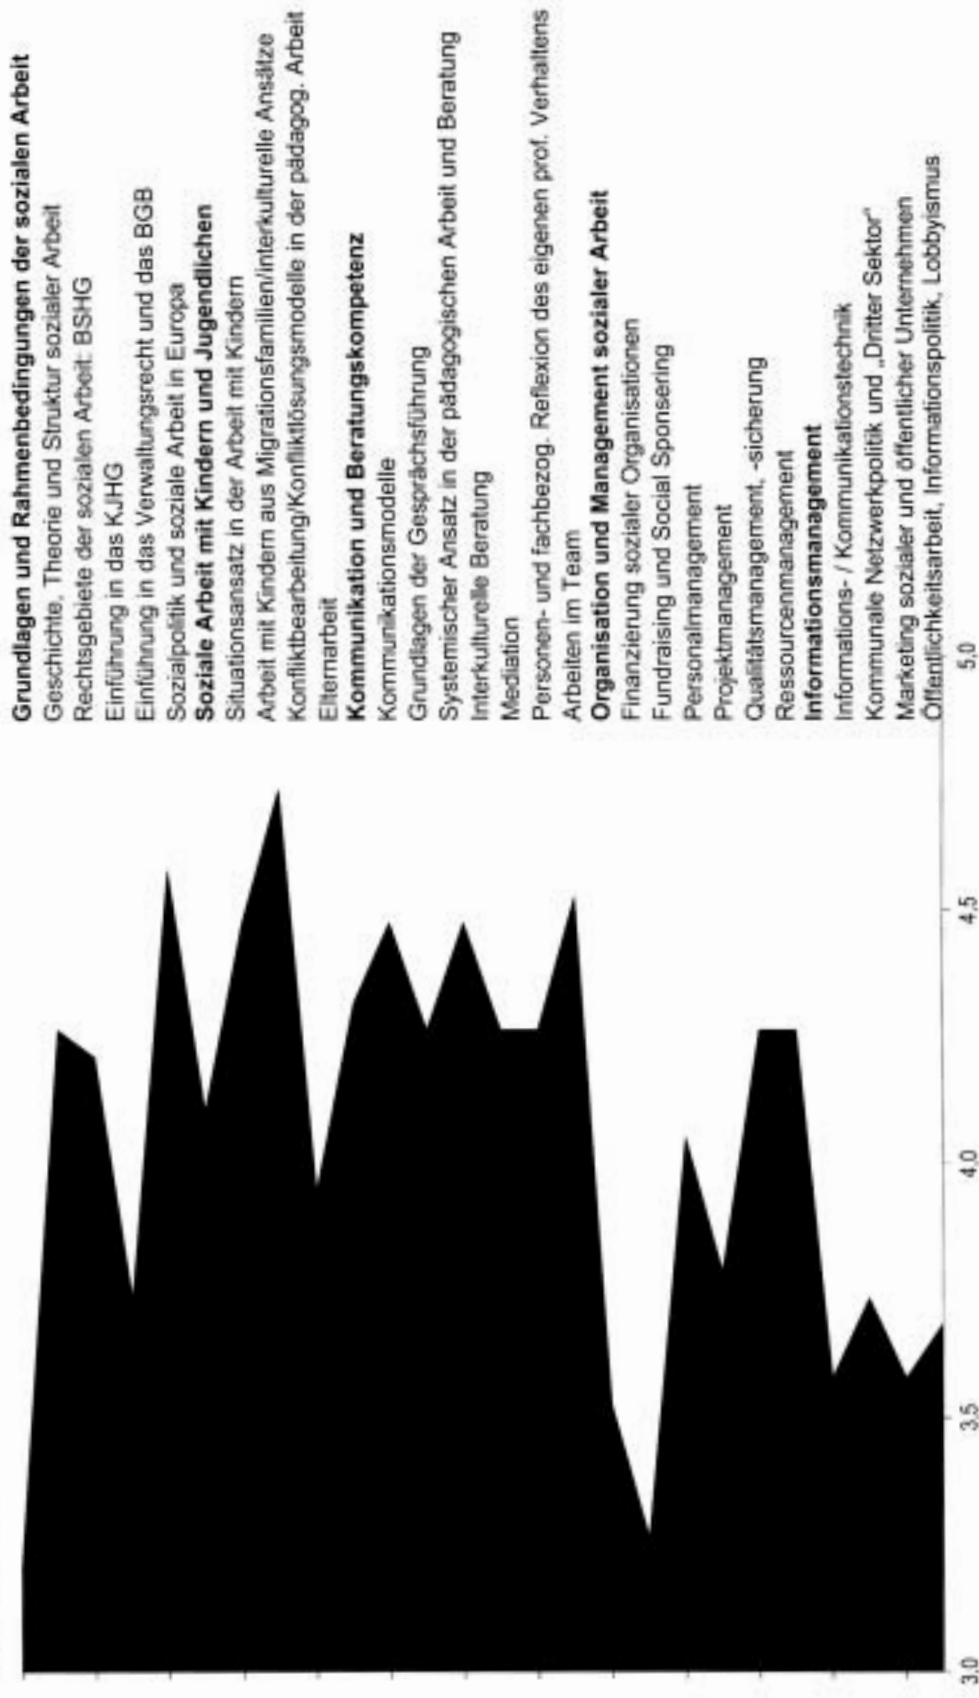 Grundlagen und Rahmenbedingungen der sozialen Arbeit
Geschichte, Theorie und Struktur sozialer Arbeit
Rechtsgebiete der sozialen Arbeit: BSHG
Einführung in das KJHG
Einführung in das Verwaltungsrecht und das BGB
Sozialpolitik und soziale Arbeit in Europa
Soziale Arbeit mit Kindern und Jugendlichen
Situationsansatz in der Arbeit mit Kindern
Arbeit mit Kindern aus Migrationsfamilien/interkulturelle Ansätze
Konfliktbearbeitung/Konfliktlösungsmodelle in der pädagog. Arbeit
Elternarbeit
Kommunikation und Beratungskompetenz
Kommunikationsmodelle
Grundlagen der Gesprächsführung
Systemischer Ansatz in der pädagogischen Arbeit und Beratung
Interkulturelle Beratung
Mediation
Personen- und fachbezog. Reflexion des eigenen prof. Verhaltens
Arbeiten im Team
Organisation und Management sozialer Arbeit
Finanzierung sozialer Organisationen
Fundraising und Social Sponsering
Personalmanagement
Projektmanagement
Qualitätsmanagement, -sicherung
Ressourcenmanagement
Informationsmanagement
Informations- / Kommunikationstechnik
Kommunale Netzwerkpolitik und „Dritter Sektor“
Marketing sozialer und öffentlicher Unternehmen
Öffentlichkeitsarbeit, Informationspolitik, Lobbyismus
3,0
3,5
4,0
4,5
5,0